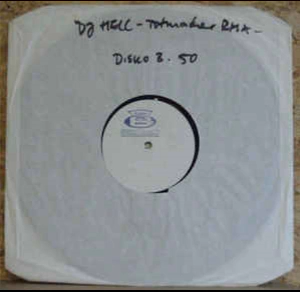 DJ HELL - Totmacher RMX -
DISKO B. 50